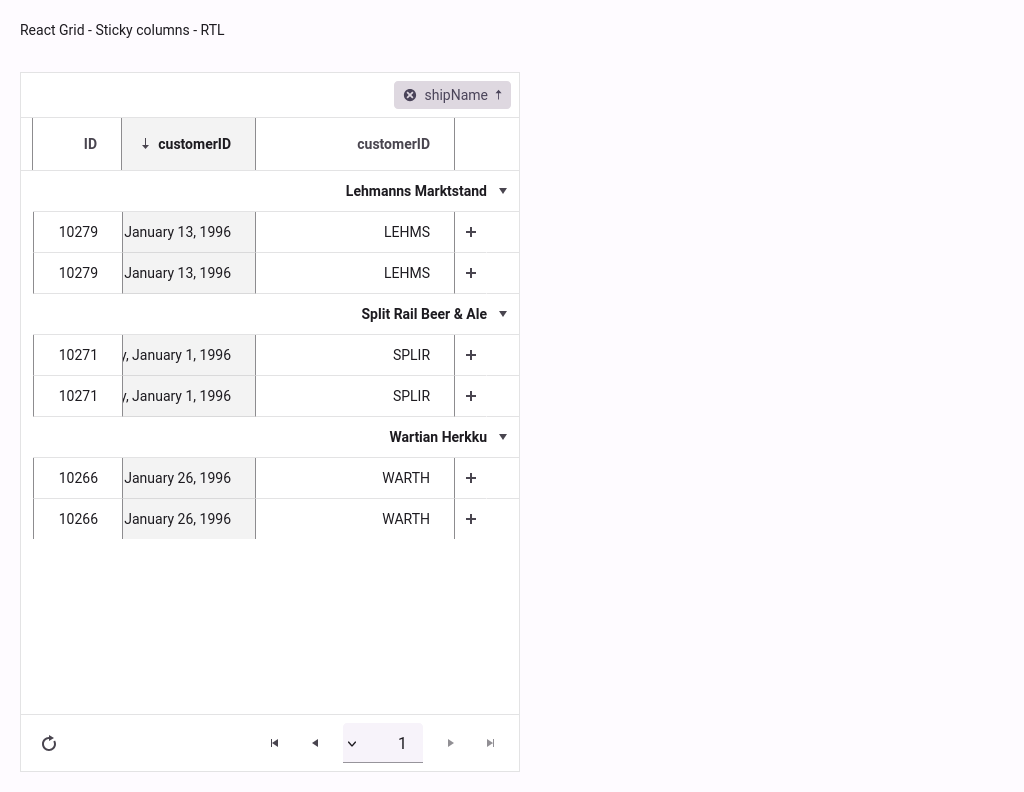 React Grid - Sticky columns - RTL
shipName
ID customerID customerID
Lehmanns Marktstand
10279 January 13, 1996 LEHMS
10279 January 13, 1996 LEHMS
Split Rail Beer & Ale
10271 , January 1, 1996 SPLIR
10271 , January 1, 1996 SPLIR
Wartian Herkku
10266 January 26, 1996 WARTH
10266 January 26, 1996 WARTH
1